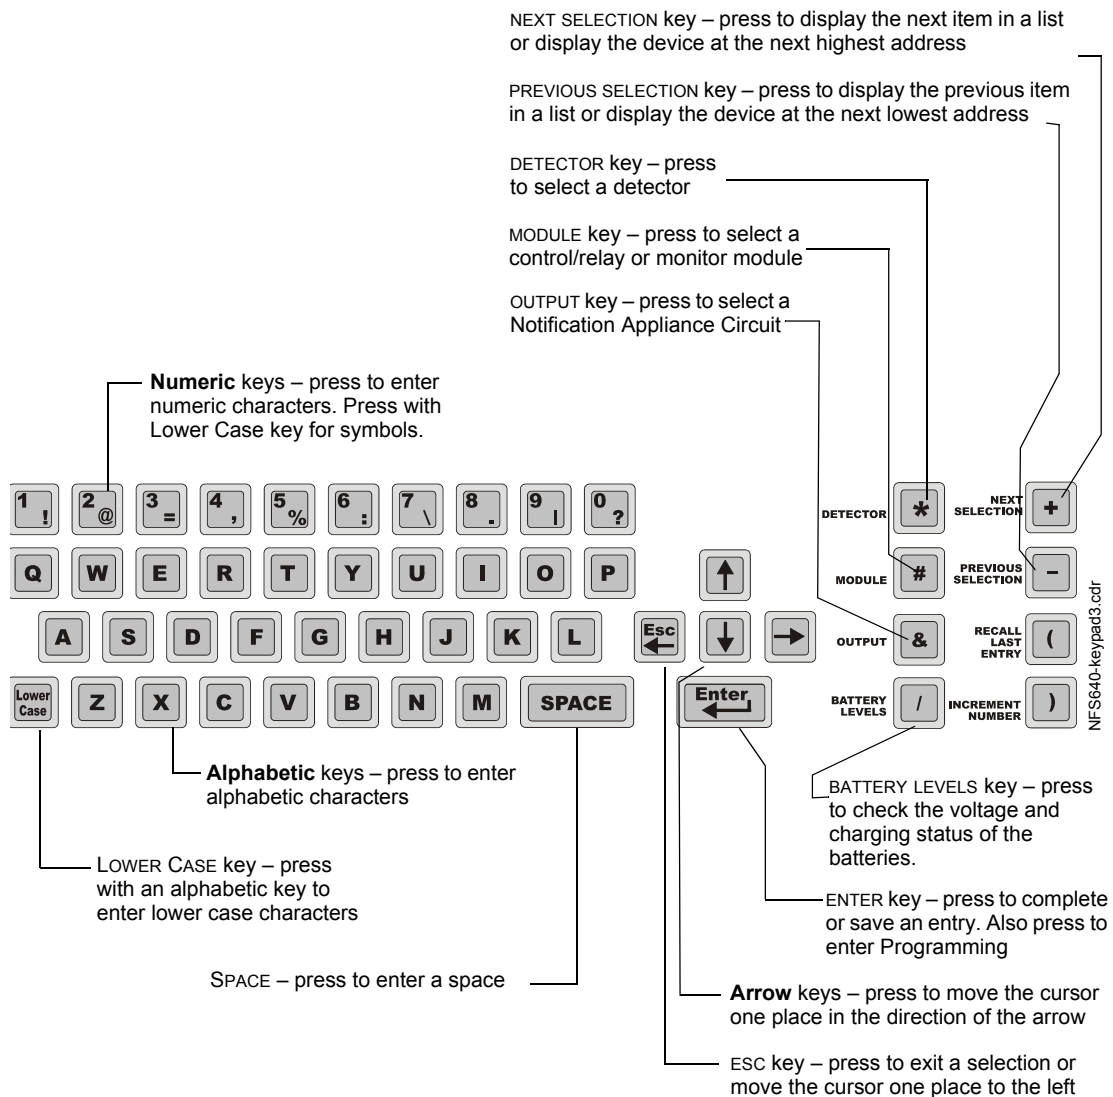 NEXT SELECTION key – press to display the next item in a list
or display the device at the next highest address
PREVIOUS SELECTION key – press to display the previous item
in a list or display the device at the next lowest address
DETECTOR key – press
to select a detector
MODULE key – press to select a
control/relay or monitor module
OUTPUT key – press to select a
Notification Appliance Circuit
Numeric keys – press to enter
numeric characters. Press with
Lower Case key for symbols.
1 ! 2 @ 3 = 4 , 5 % 6 : 7 \ 8 . 9 | 0 ?
DETECTOR * NEXT SELECTION +
Q W E R T Y U I O P
MODULE # PREVIOUS SELECTION –
A S D F G H J K L Esc
OUTPUT & RECALL LAST ENTRY (
Lower Case Z X C V B N M SPACE Enter
BATTERY LEVELS / INCREMENT NUMBER )
NFS640-keypad3.cdr
Alphabetic keys – press to enter
alphabetic characters
BATTERY LEVELS key – press
to check the voltage and
charging status of the
batteries.
LOWER CASE key – press
with an alphabetic key to
enter lower case characters
ENTER key – press to complete
or save an entry. Also press to
enter Programming
SPACE – press to enter a space
Arrow keys – press to move the cursor
one place in the direction of the arrow
ESC key – press to exit a selection or
move the cursor one place to the left